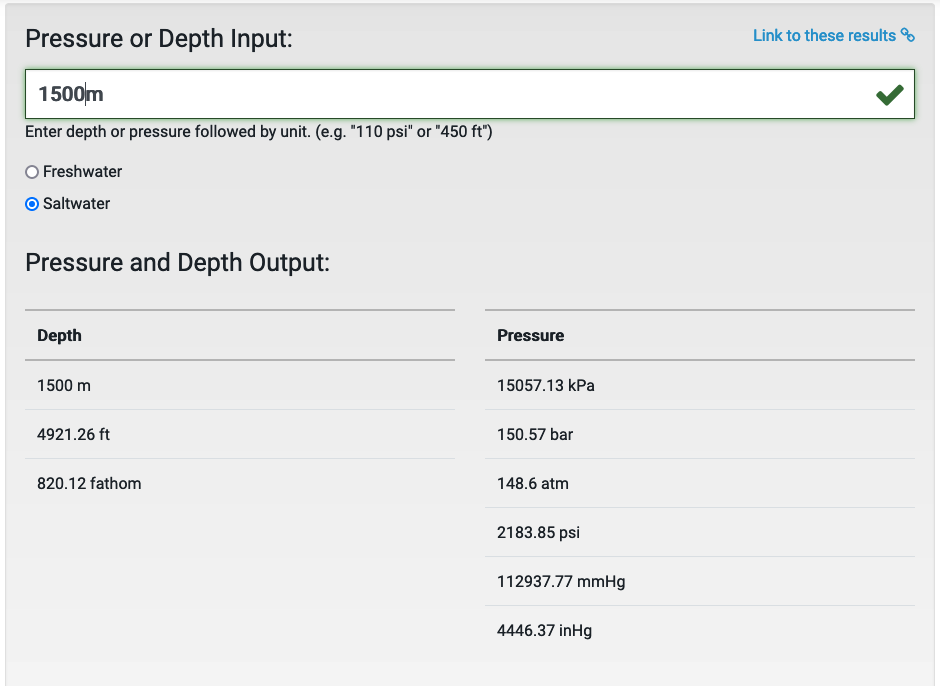 Pressure or Depth Input:
Link to these results
1500m
Enter depth or pressure followed by unit. (e.g. "110 psi" or "450 ft")
Freshwater
Saltwater
Pressure and Depth Output:
Depth
1500 m
4921.26 ft
820.12 fathom
Pressure
15057.13 kPa
150.57 bar
148.6 atm
2183.85 psi
112937.77 mmHg
4446.37 inHg